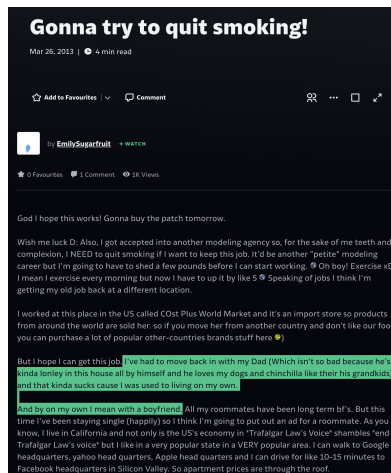 Gonna try to quit smoking!
Mar 26, 2013 | 4 min read
Add to Favourites | Comment
by EmilySugarfruit + WATCH
0 Favourites 1 Comment 1K Views
God I hope this works! Gonna buy the patch tomorrow.
Wish me luck D: Also, I got accepted into another modeling agency so, for the sake of me teeth and
complexion, I NEED to quit smoking if I want to keep this job. It'd be another "petite" modeling
career but I'm going to have to shed a few pounds before I can start working. Oh boy! Exercise xD
I mean I exercise every morning but now I have to up it by like 5 Speaking of jobs I think I'm
getting my old job back at a different location.
I worked at this place in the US called COst Plus World Market and it's an import store so products
from around the world are sold her. so if you move her from another country and don't like our foo
you can purchase a lot of popular other-countries brands stuff here )
But I hope I can get this job. I've had to move back in with my Dad (Which isn't so bad because he's
kinda lonley in this house all by himself and he loves my dogs and chinchilla like their his grandkids
and that kinda sucks cause I was used to living on my own.
And by on my own I mean with a boyfriend. All my roommates have been long term bf's. But this
time I've been staying single (happily) so I think I'm going to put out an ad for a roommate. As you
know, I live in California and not only is the US's economy in *Trafalgar Law's Voice* shambles *end
Trafalgar Law's voice* but I like in a very popular state in a VERY popular area. I can walk to Google
headquarters, yahoo head quarters, Apple head quarters and I can drive for like 10-15 minutes to
Facebook headquarters in Silicon Valley. So apartment prices are through the roof.